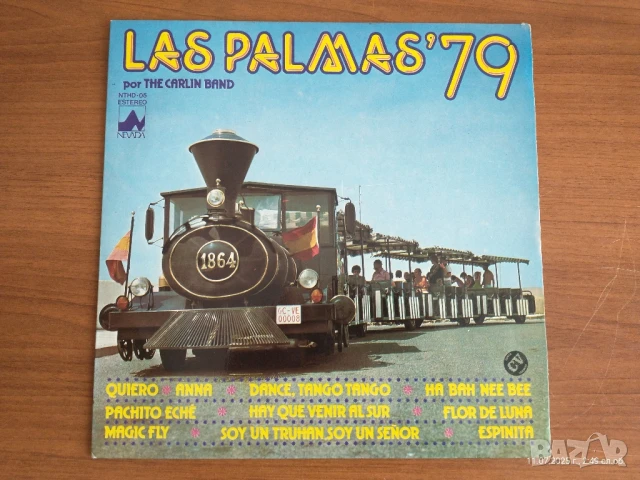 LAS PALMAS '79
por THE CARLIN BAND
NTHD-06
ESTEREO
NEVADA
1864
GC-VE
00008
QUIERO * ANNA * DANCE, TANGO TANGO * HA BAH NEE BEE
PACHITO ECHÉ * HAY QUE VENIR AL SUR * FLOR DE LUNA
MAGIC FLY * SOY UN TRUHAN, SOY UN SEÑOR * ESPINITA
BAZAR